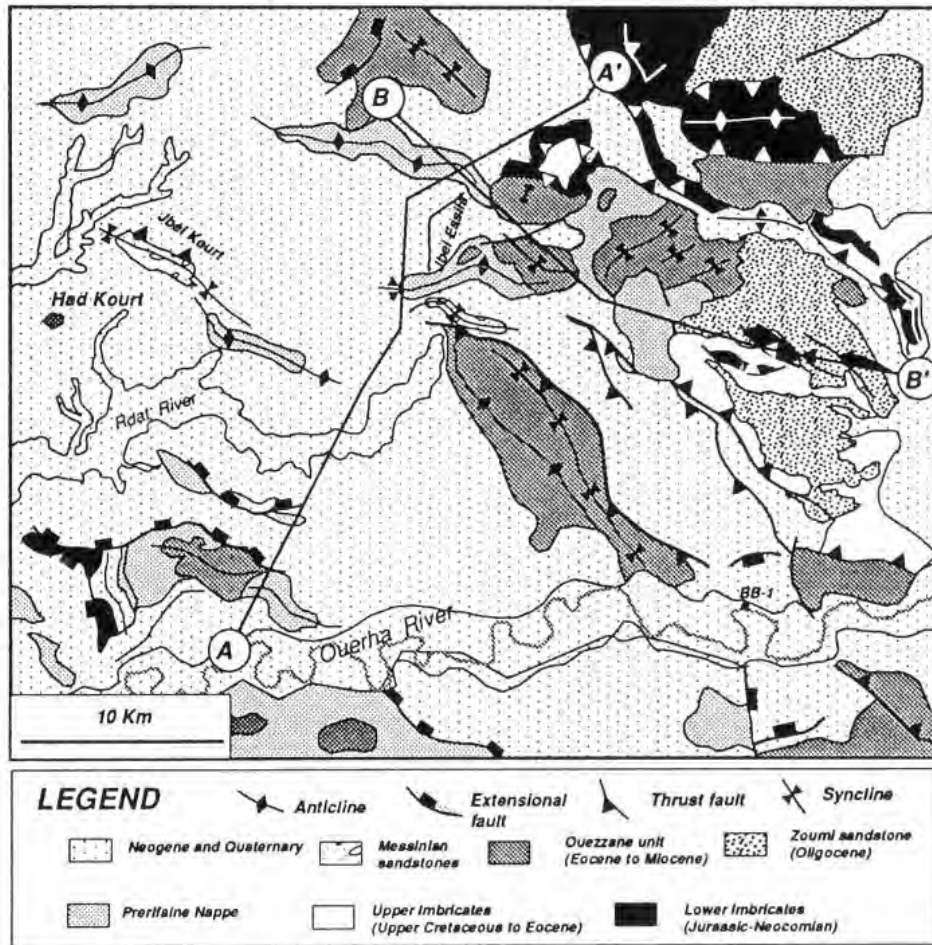 A'
B
Jbel Kourt
Jbel Essif
Had Kourt
B'
Rdat River
BB-1
A
Ouerha River
10 Km
LEGEND
Anticline
Extensional
fault
Thrust fault
Syncline
Neogene and Quaternary
Messinian
sandstones
Ouezzane unit
(Eocene to Miocene)
Zoumi sandstone
(Oligocene)
Prerifaine Nappe
Upper Imbricates
(Upper Cretaceous to Eocene)
Lower Imbricates
(Jurassic-Neocomian)